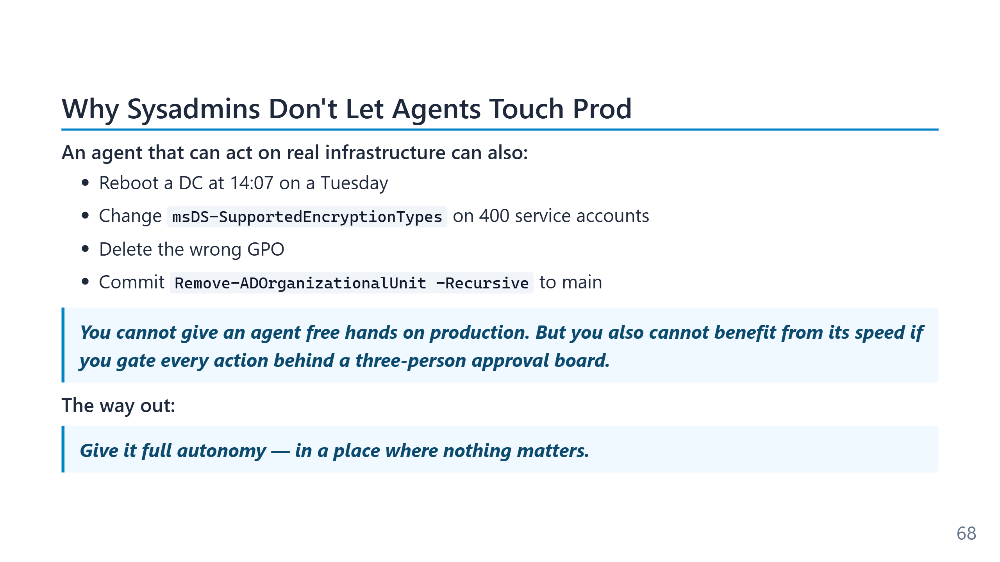 Why Sysadmins Don't Let Agents Touch Prod
An agent that can act on real infrastructure can also:
• Reboot a DC at 14:07 on a Tuesday
• Change msDS-SupportedEncryptionTypes on 400 service accounts
• Delete the wrong GPO
• Commit Remove-ADOrganizationalUnit -Recursive to main
You cannot give an agent free hands on production. But you also cannot benefit from its speed if
you gate every action behind a three-person approval board.
The way out:
Give it full autonomy — in a place where nothing matters.
68